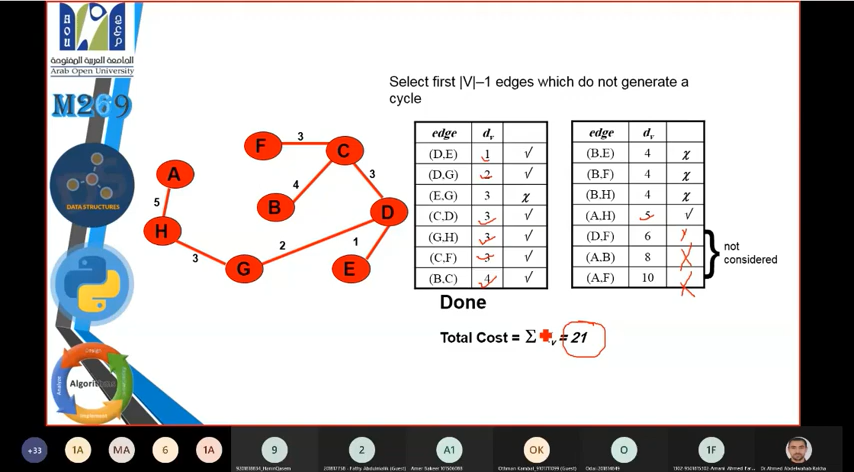 AOU
الجامعة العربية المفتوحة
Arab Open University
M269
DATA STRUCTURES
Algorithms
Select first |V|–1 edges which do not generate a
cycle
F 3 C
A 4 3
5 B D
H 2 1
3 G E
edge dv
(D,E) 1 √
(D,G) 2 √
(E,G) 3 χ
(C,D) 3 √
(G,H) 3 √
(C,F) 3 √
(B,C) 4 √
edge dv
(B,E) 4 χ
(B,F) 4 χ
(B,H) 4 χ
(A,H) 5 √
(D,F) 6
(A,B) 8
(A,F) 10
not
considered
Done
Total Cost = Σ v = 21
+33 1A MA 6 1A 9 2 A1 OK O 1F